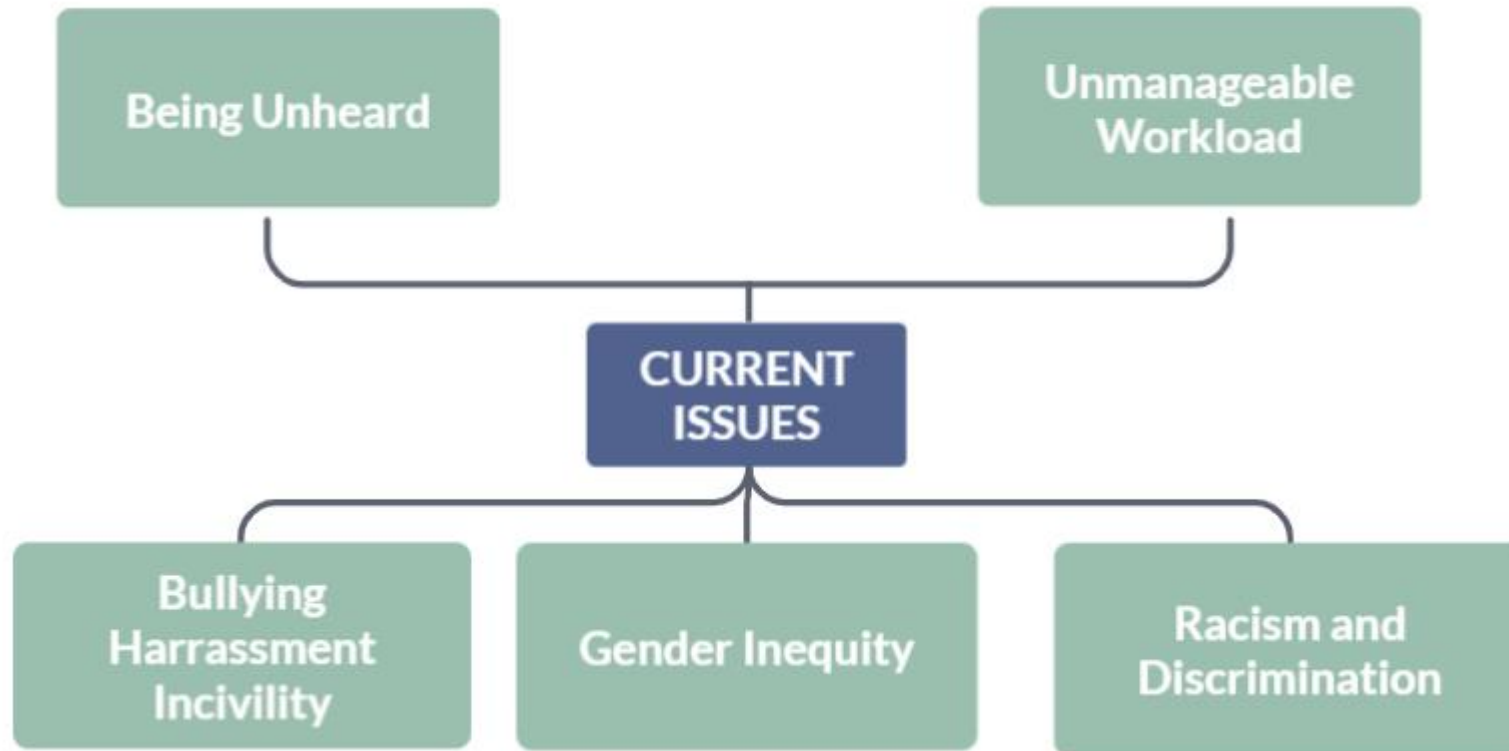 Being Unheard
Unmanageable
Workload
CURRENT
ISSUES
Bullying
Harrassment
Incivility
Gender Inequity
Racism and
Discrimination